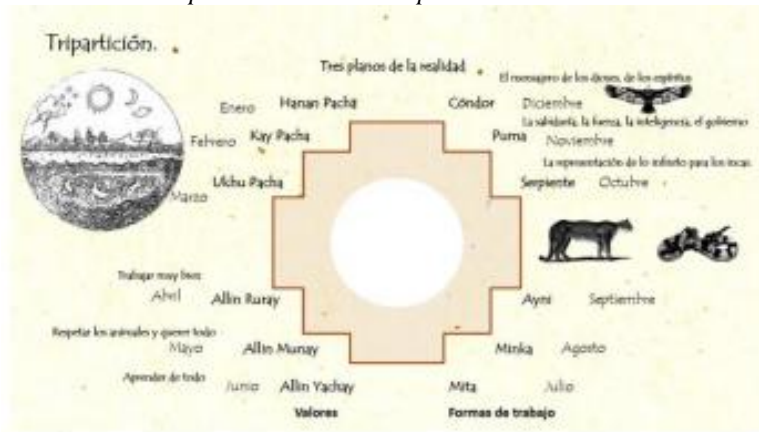 Tripartición.
Tres planos de la realidad
El mensajero de los dioses, de los espíritus
Enero Hanan Pacha Cóndor Diciembre
La sabiduría, la fuerza, la inteligencia, el gobierno
Febrero Kay Pacha Puma Noviembre
La representación de lo infinito para los incas
Marzo Ukhu Pacha Serpiente Octubre
Trabajar muy bien
Abril Allin Ruray Ayni Septiembre
Respetar los animales y querer todo
Mayo Allin Munay Minka Agosto
Aprender de todo
Junio Allin Yachay Mita Julio
Valores Formas de trabajo